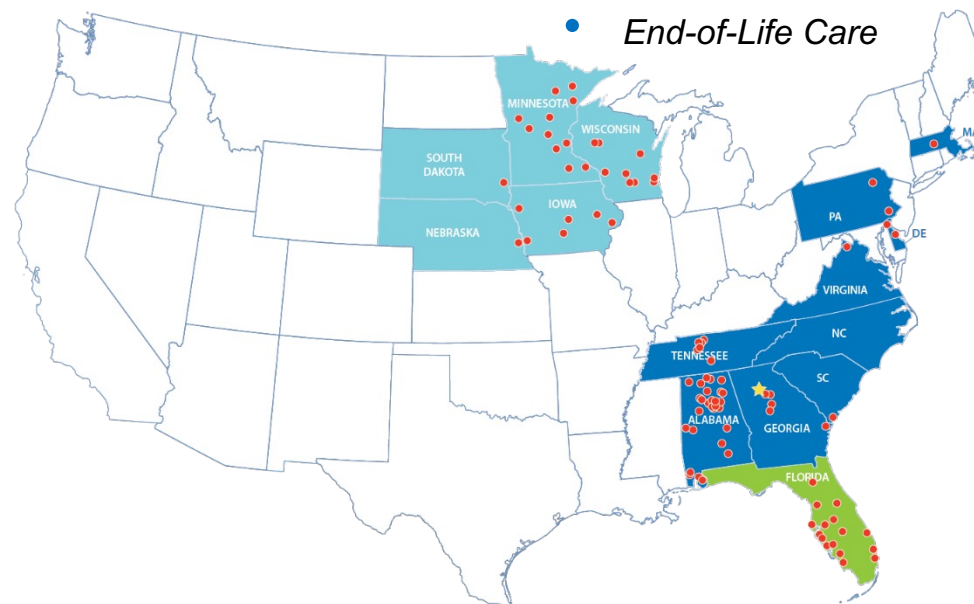 • End-of-Life Care
MINNESOTA
WISCONSIN
MA
SOUTH
DAKOTA
IOWA
PA
NEBRASKA
DE
VIRGINIA
NC
TENNESSEE
SC
ALABAMA
GEORGIA
FLORIDA